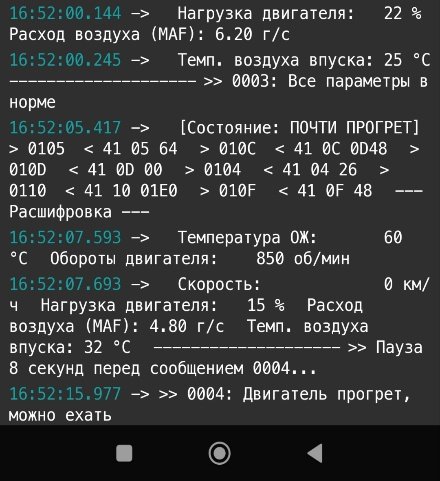 16:52:00.144 -> Нагрузка двигателя: 22 %
Расход воздуха (MAF): 6.20 г/с
16:52:00.245 -> Темп. воздуха впуска: 25 °C
-------------------- >> 0003: Все параметры в
норме
16:52:05.417 -> [Состояние: ПОЧТИ ПРОГРЕТ]
> 0105 < 41 05 64 > 010C < 41 0C 0D48 >
010D < 41 0D 00 > 0104 < 41 04 26 >
0110 < 41 10 01E0 > 010F < 41 0F 48 ---
Расшифровка ---
16:52:07.593 -> Температура ОЖ: 60
°C Обороты двигателя: 850 об/мин
16:52:07.693 -> Скорость: 0 км/
ч Нагрузка двигателя: 15 % Расход
воздуха (MAF): 4.80 г/с Темп. воздуха
впуска: 32 °C -------------------- >> Пауза
8 секунд перед сообщением 0004...
16:52:15.977 -> >> 0004: Двигатель прогрет,
можно ехать